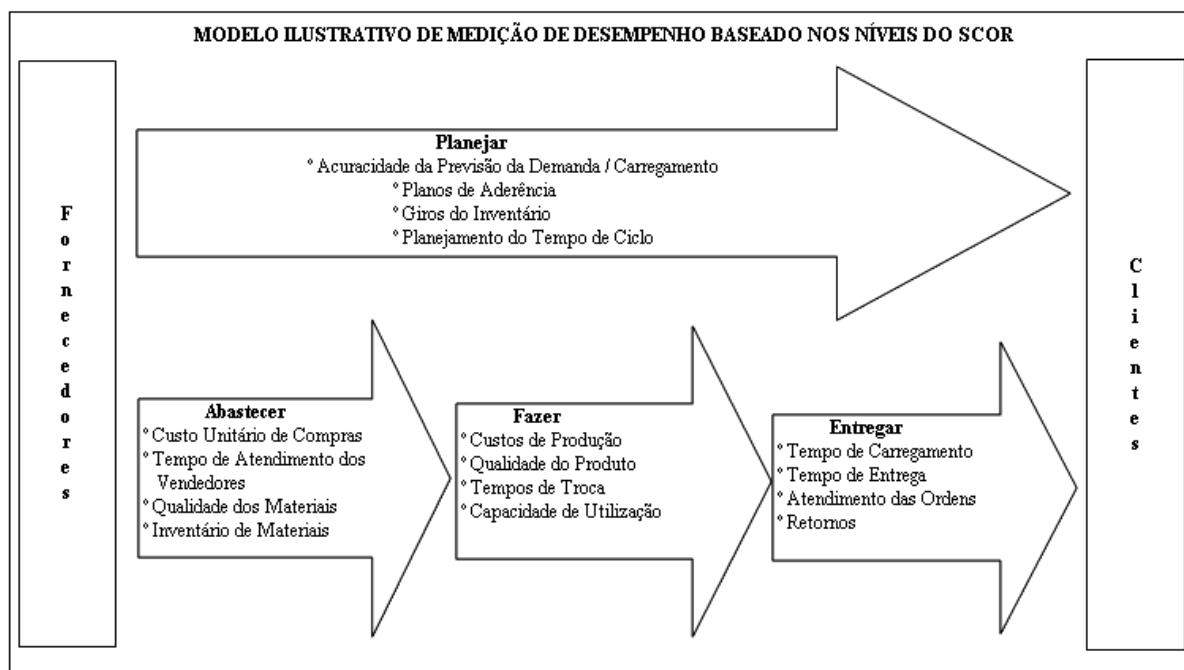 MODELO ILUSTRATIVO DE MEDIÇÃO DE DESEMPENHO BASEADO NOS NÍVEIS DO SCOR
Fornecedores
Planejar
° Acuracidade da Previsão da Demanda / Carregamento
° Planos de Aderência
° Giros do Inventário
° Planejamento do Tempo de Ciclo
Abastecer
° Custo Unitário de Compras
° Tempo de Atendimento dos
Vendedores
° Qualidade dos Materiais
° Inventário de Materiais
Fazer
° Custos de Produção
° Qualidade do Produto
° Tempos de Troca
° Capacidade de Utilização
Entregar
° Tempo de Carregamento
° Tempo de Entrega
° Atendimento das Ordens
° Retornos
Clientes